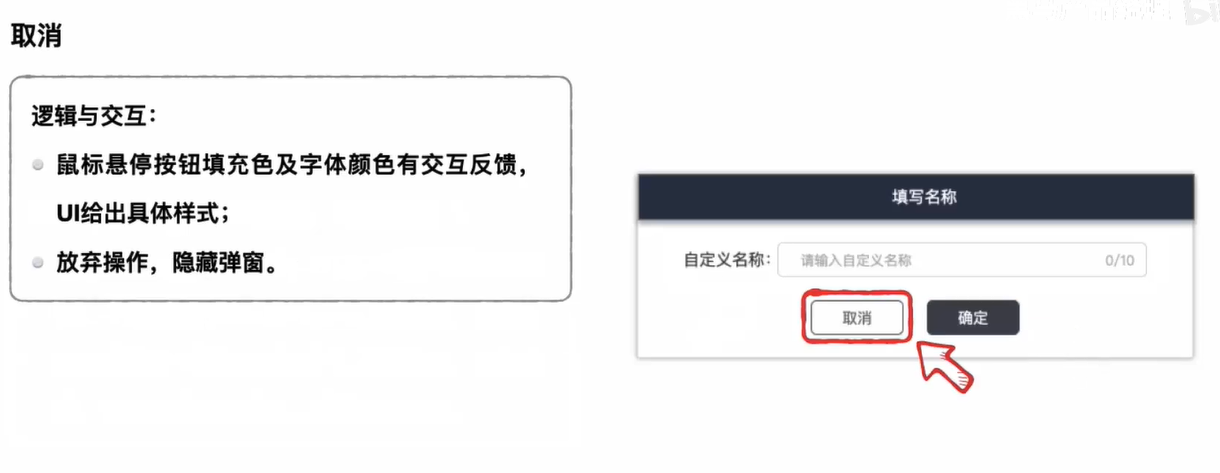 取消
逻辑与交互：
鼠标悬停按钮填充色及字体颜色有交互反馈，
UI给出具体样式；
放弃操作，隐藏弹窗。
填写名称
自定义名称： 请输入自定义名称 0/10
取消 确定